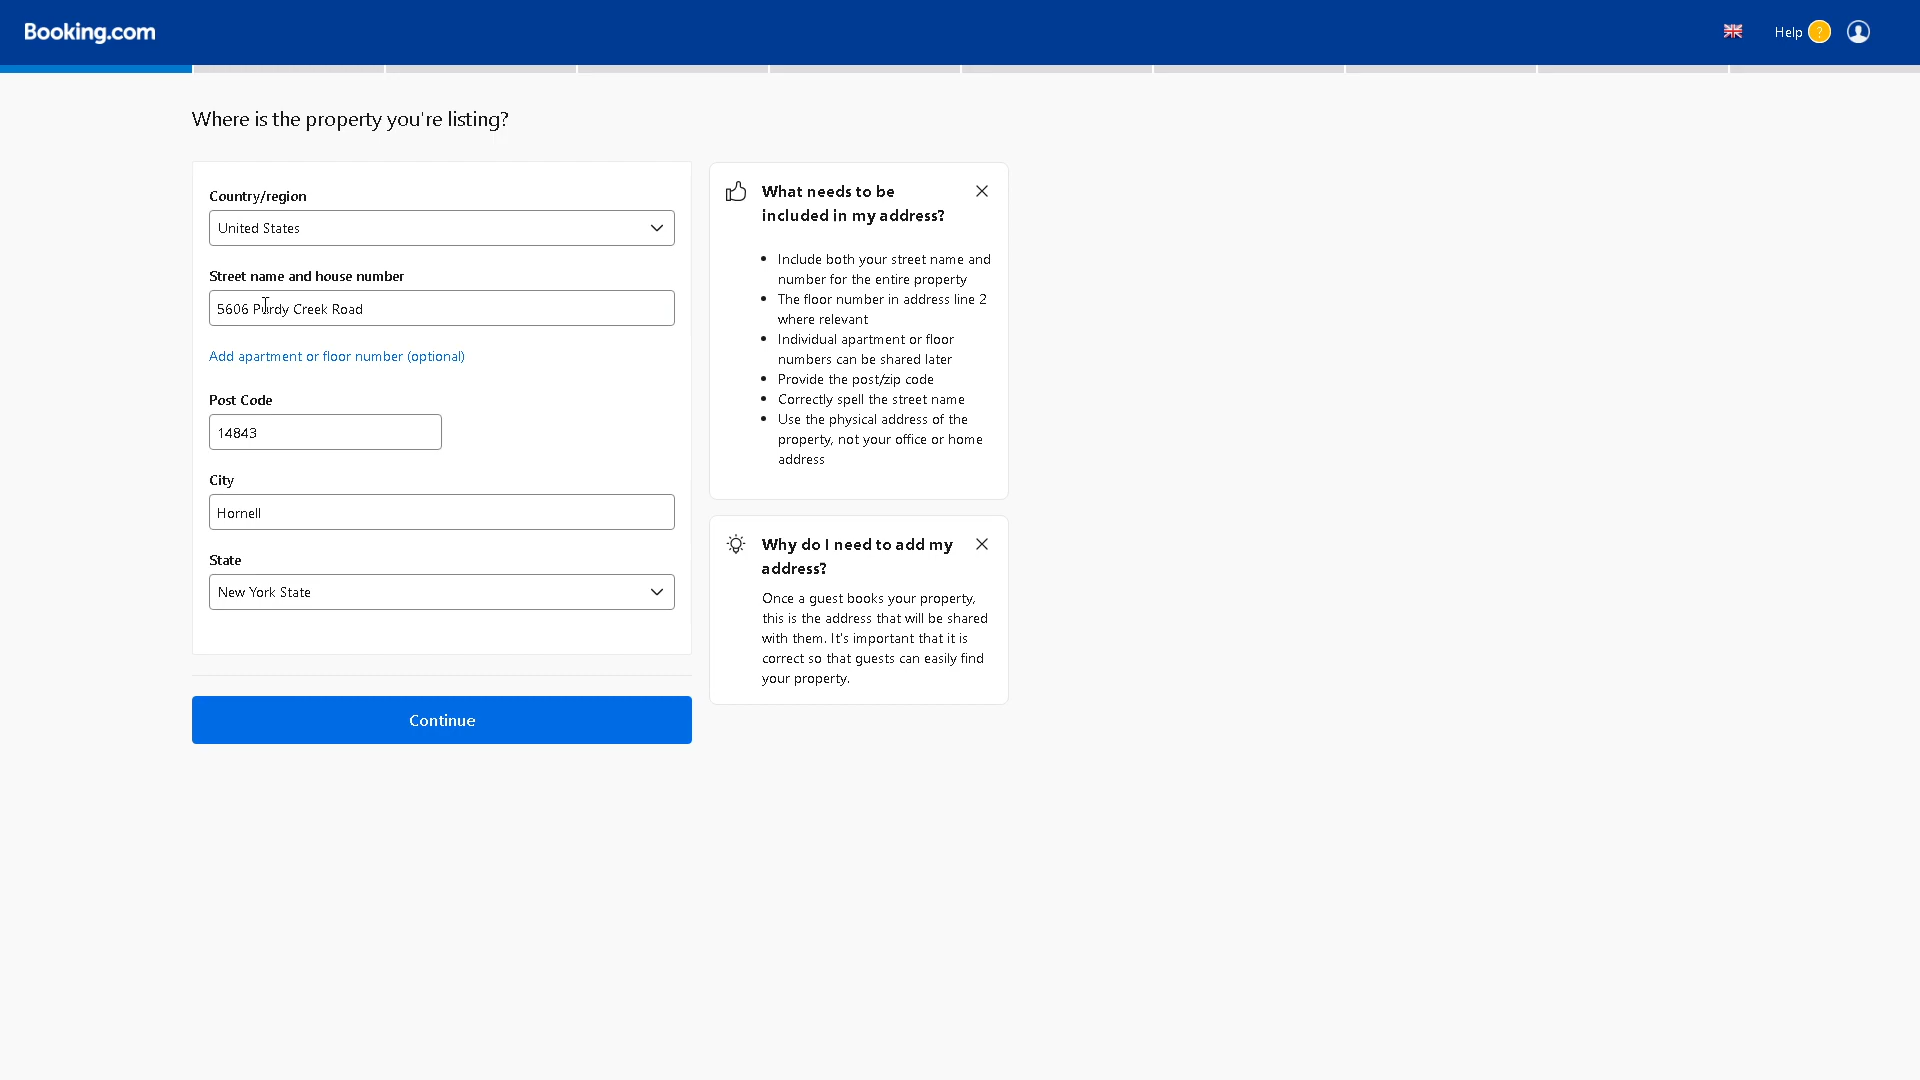 Booking.com
Help ?
Where is the property you're listing?
Country/region
United States
Street name and house number
5606 Purdy Creek Road
Add apartment or floor number (optional)
Post Code
14843
City
Hornell
State
New York State
Continue
What needs to be
included in my address?
• Include both your street name and
number for the entire property
• The floor number in address line 2
where relevant
• Individual apartment or floor
numbers can be shared later
• Provide the post/zip code
• Correctly spell the street name
• Use the physical address of the
property, not your office or home
address
Why do I need to add my
address?
Once a guest books your property,
this is the address that will be shared
with them. It's important that it is
correct so that guests can easily find
your property.